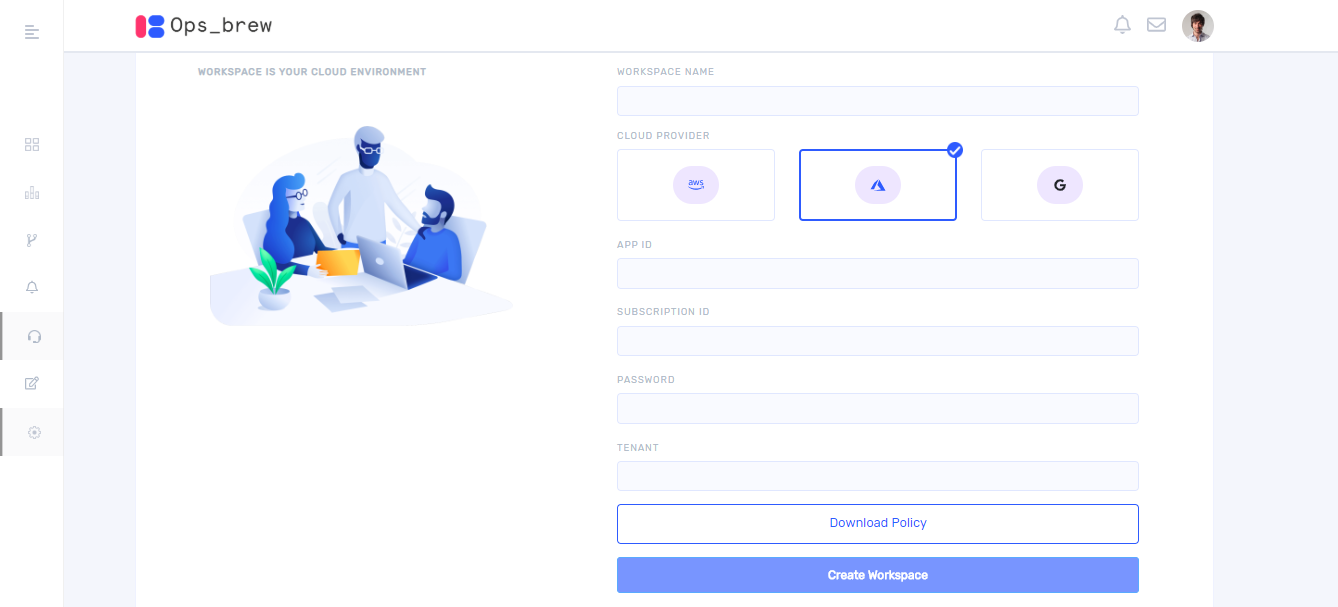 Ops_brew
WORKSPACE IS YOUR CLOUD ENVIRONMENT
WORKSPACE NAME
CLOUD PROVIDER
aws
G
APP ID
SUBSCRIPTION ID
PASSWORD
TENANT
Download Policy
Create Workspace